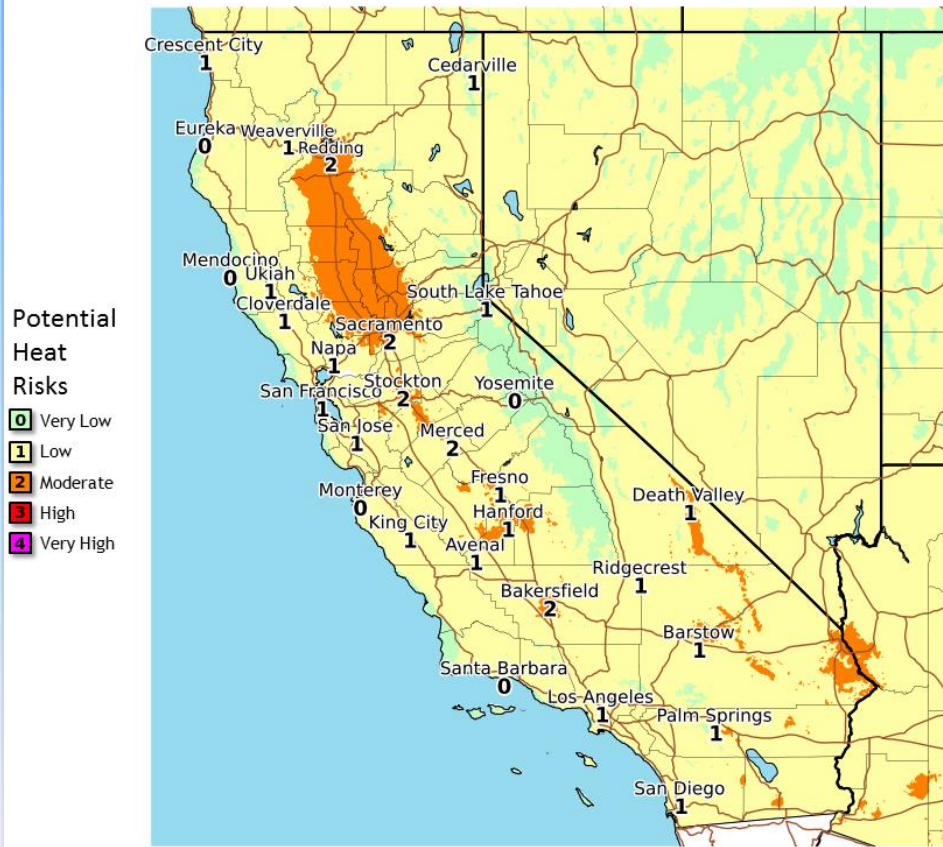 Potential
Heat
Risks
0 Very Low
1 Low
2 Moderate
3 High
4 Very High
Crescent City
1
Cedarville
1
Eureka
0
Weaverville
1
Redding
2
Mendocino
0
Ukiah
1
Cloverdale
1
South Lake Tahoe
1
Sacramento
2
Napa
1
San Francisco
1
Stockton
2
Yosemite
0
San Jose
1
Merced
2
Monterey
0
Fresno
1
Death Valley
1
King City
1
Hanford
1
Avenal
1
Ridgecrest
1
Bakersfield
2
Barstow
1
Santa Barbara
0
Los Angeles
1
Palm Springs
1
San Diego
1